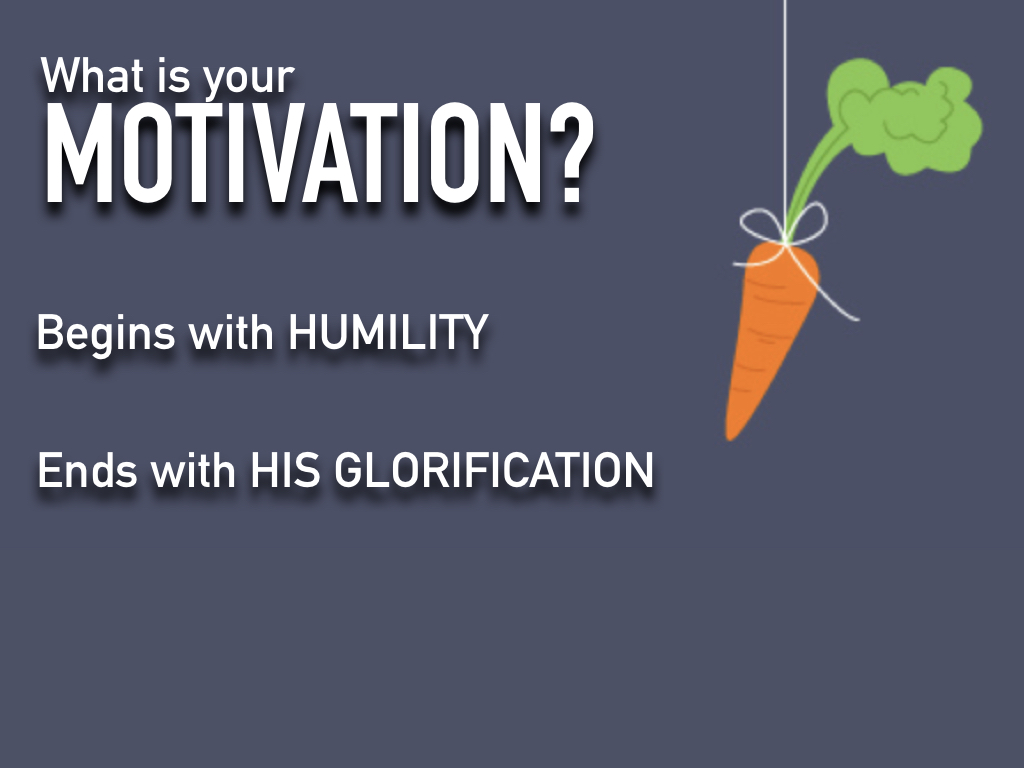 What is your
MOTIVATION?
Begins with HUMILITY
Ends with HIS GLORIFICATION